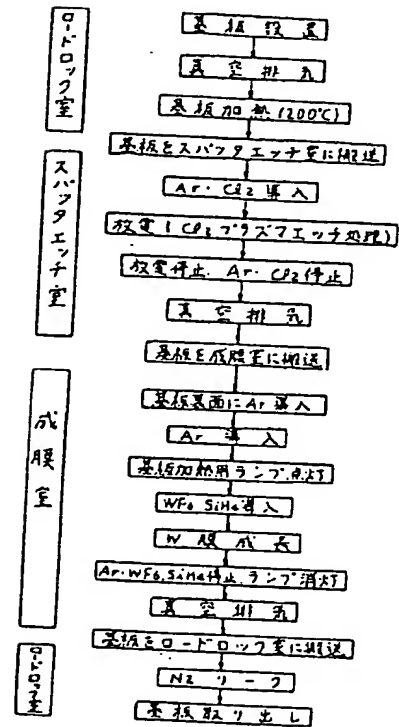 ロードロック室
基板設置
真空排気
基板加熱(200℃)
基板をスパッタエッチ室に搬送
スパッタエッチ室
Ar・Cl2導入
放電(Cl2プラズマエッチ処理)
放電停止、Ar・Cl2停止
真空排気
基板を成膜室に搬送
成膜室
基板裏面にAr導入
Ar導入
基板加熱用ランプ点灯
WF6 SiH4導入
W膜成長
Ar・WF6、SiH4停止、ランプ消灯
真空排気
基板をロードロック室に搬送
ロードロック室
N2リーク
基板取り出し